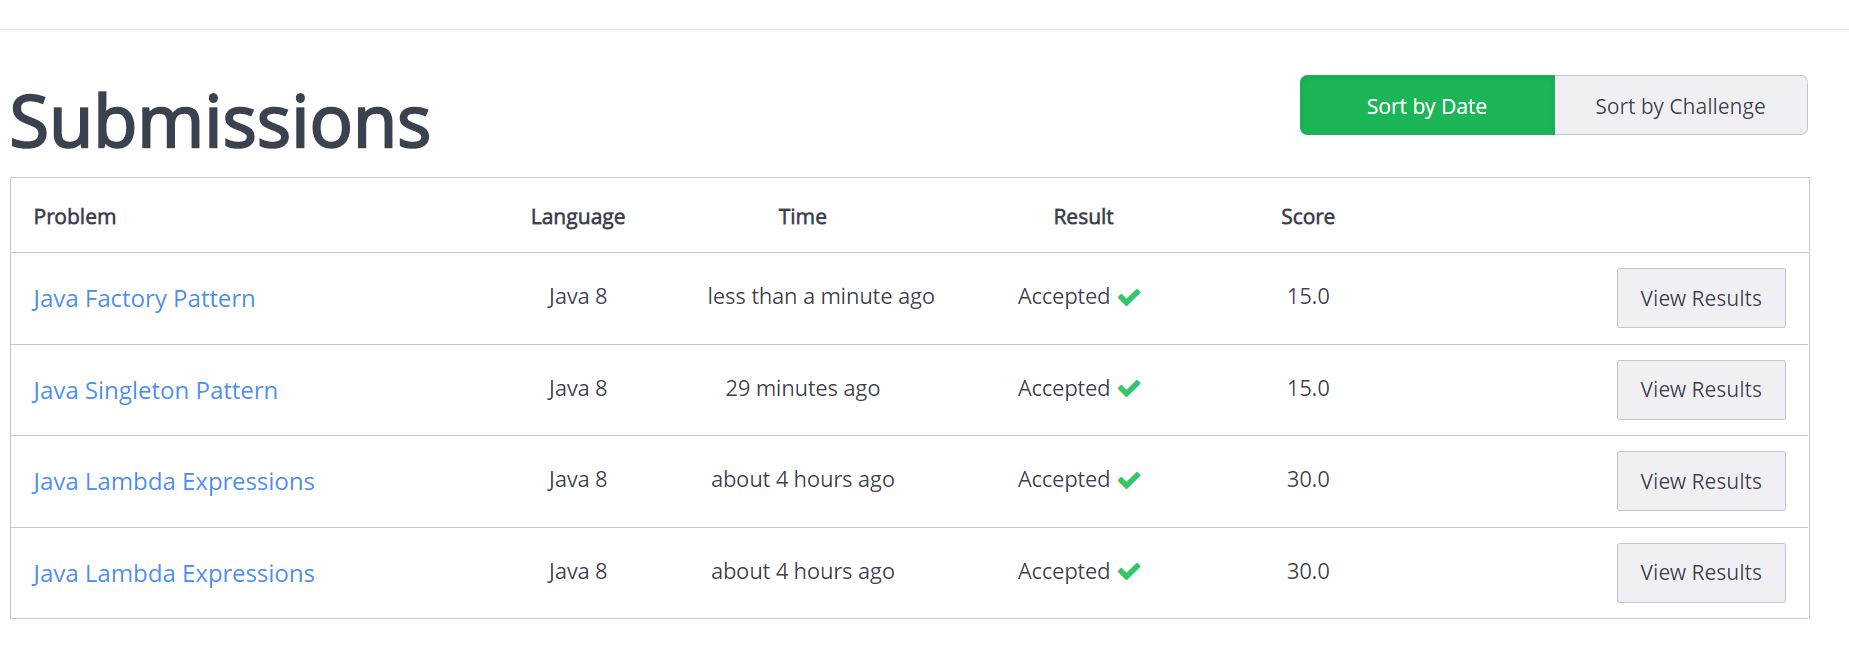 Submissions
Sort by Date Sort by Challenge
Problem Language Time Result Score
Java Factory Pattern Java 8 less than a minute ago Accepted 15.0 View Results
Java Singleton Pattern Java 8 29 minutes ago Accepted 15.0 View Results
Java Lambda Expressions Java 8 about 4 hours ago Accepted 30.0 View Results
Java Lambda Expressions Java 8 about 4 hours ago Accepted 30.0 View Results